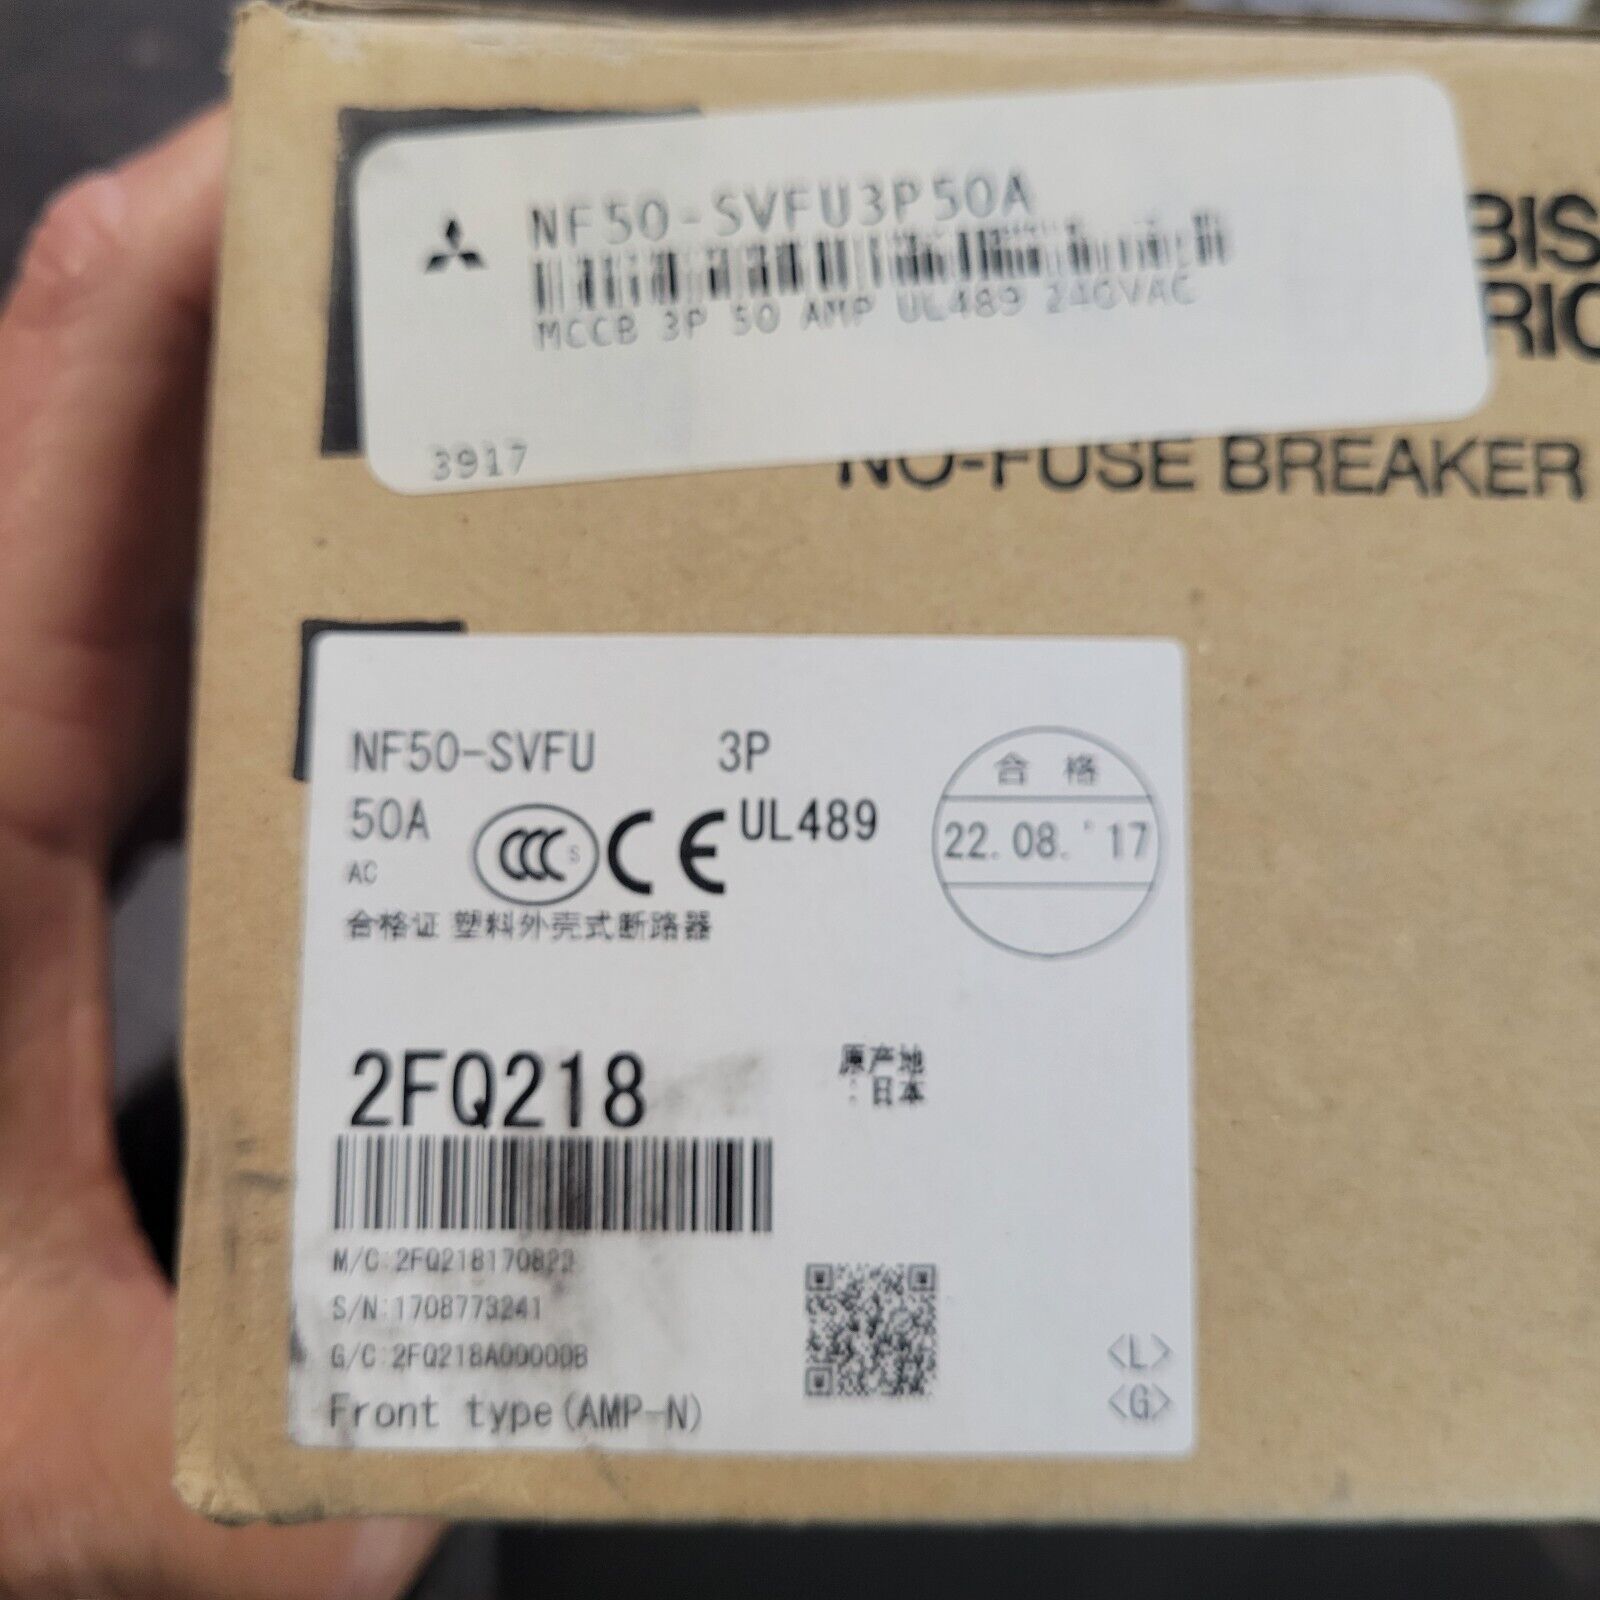 NF50-SVFU3P50A
MCCB 3P 50 AMP UL489 240VAC
3917
BIS
RIC
NO-FUSE BREAKER
NF50-SVFU 3P
50A UL489
AC
CCC S CE
合格
22.08.'17
合格证 塑料外壳式断路器
2FQ218
原产地
:日本
M/C:2FQ218170822
S/N:1708773241
G/C:2FQ218A00000B
Front type(AMP-N)
<L>
<G>